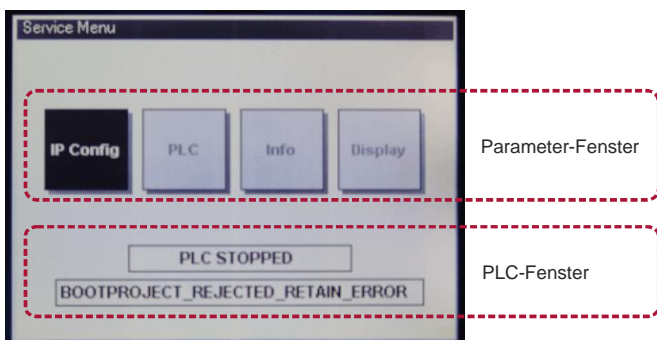 Service Menu
IP Config
PLC
Info
Display
Parameter-Fenster
PLC STOPPED
BOOTPROJECT_REJECTED_RETAIN_ERROR
PLC-Fenster